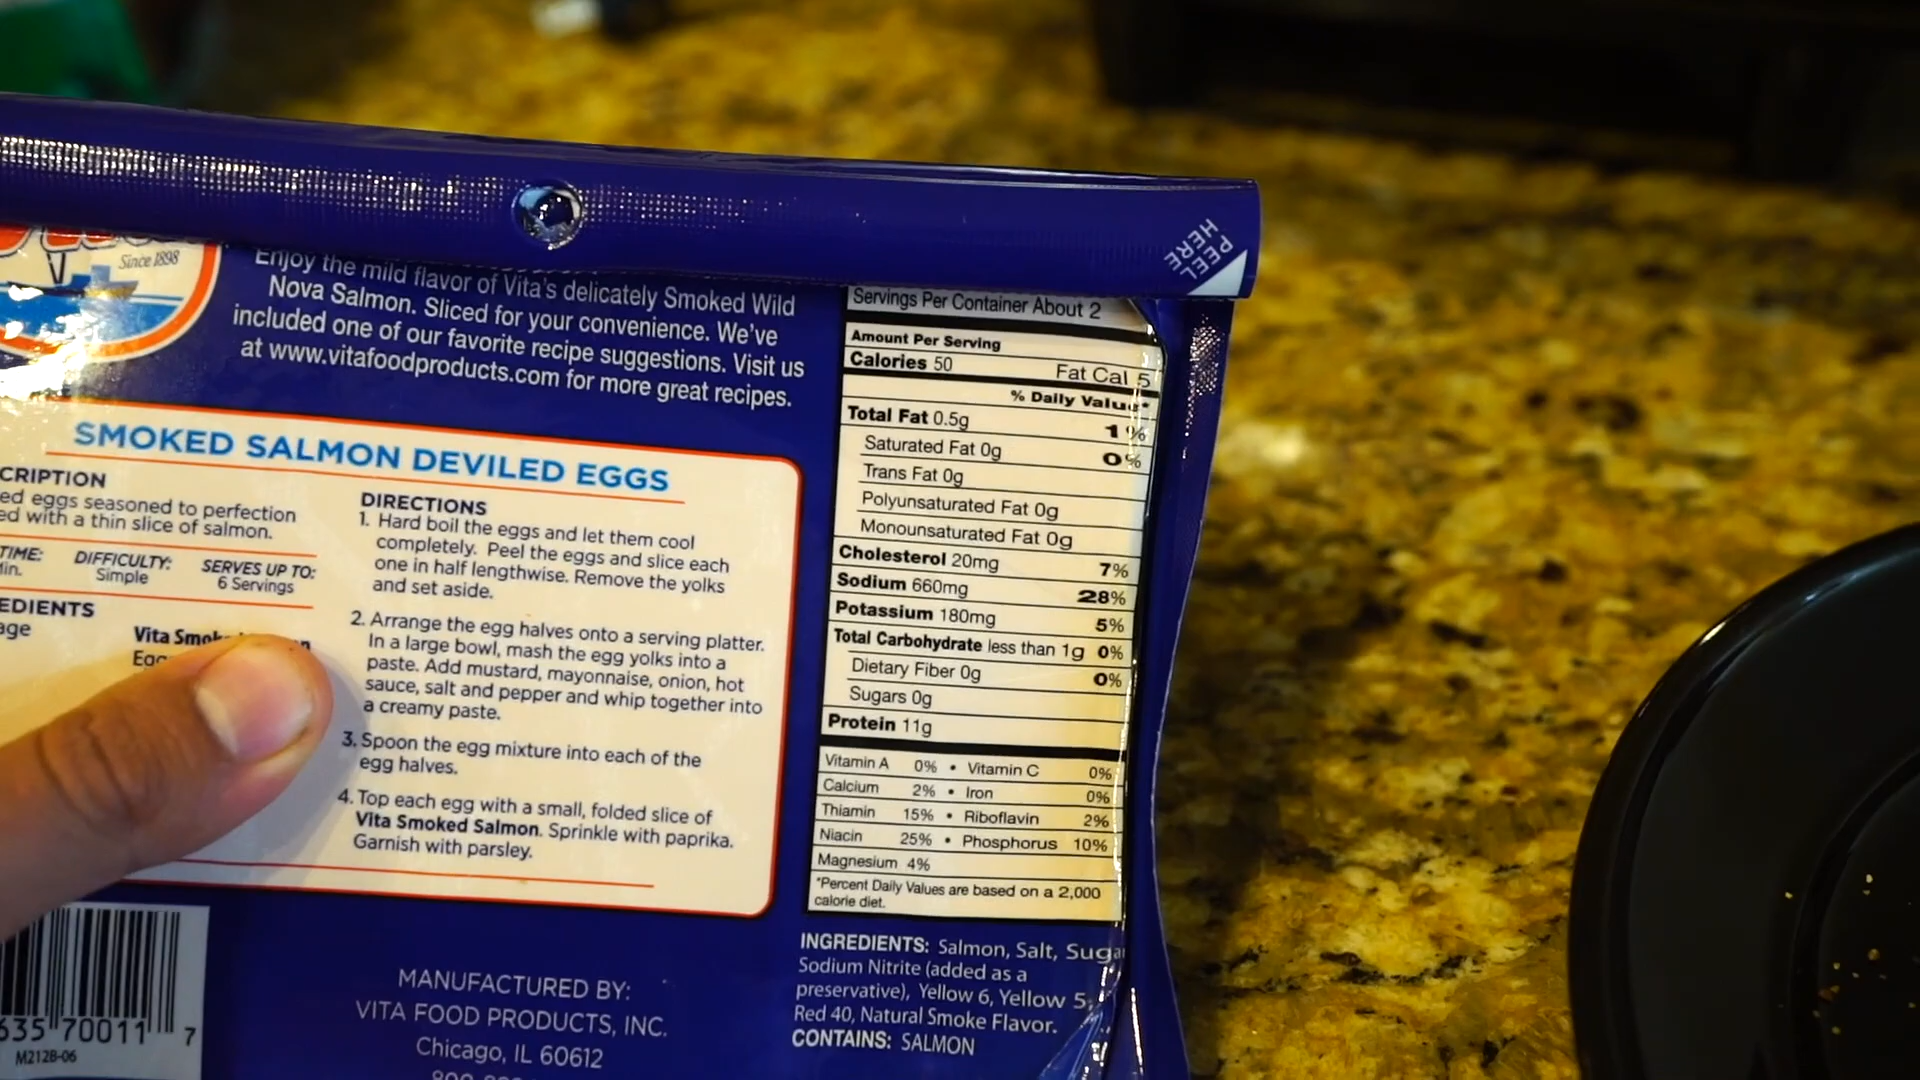 PEEL
HERE
Since 1898
Enjoy the mild flavor of Vita's delicately Smoked Wild
Nova Salmon. Sliced for your convenience. We've
included one of our favorite recipe suggestions. Visit us
at www.vitafoodproducts.com for more great recipes.
SMOKED SALMON DEVILED EGGS
CRIPTION
ed eggs seasoned to perfection
ed with a thin slice of salmon.
TIME:
in.
DIFFICULTY:
Simple
SERVES UP TO:
6 Servings
EDIENTS
age
Vita
DIRECTIONS
1. Hard boil the eggs and let them cool
completely. Peel the eggs and slice each
one in half lengthwise. Remove the yolks
and set aside.
2. Arrange the egg halves onto a serving platter.
In a large bowl, mash the egg yolks into a
paste. Add mustard, mayonnaise, onion, hot
sauce, salt and pepper and whip together into
a creamy paste.
3. Spoon the egg mixture into each of the
egg halves.
4. Top each egg with a small, folded slice of
Vita Smoked Salmon. Sprinkle with paprika.
Garnish with parsley.
635 70011 7
M212B-06
MANUFACTURED BY:
VITA FOOD PRODUCTS, INC.
Chicago, IL 60612
Servings Per Container About 2
Amount Per Serving
Calories 50 Fat Cal 5
% Daily Value*
Total Fat 0.5g 1%
Saturated Fat 0g 0%
Trans Fat 0g
Polyunsaturated Fat 0g
Monounsaturated Fat 0g
Cholesterol 20mg 7%
Sodium 660mg 28%
Potassium 180mg 5%
Total Carbohydrate less than 1g 0%
Dietary Fiber 0g 0%
Sugars 0g
Protein 11g
Vitamin A 0% • Vitamin C 0%
Calcium 2% • Iron 0%
Thiamin 15% • Riboflavin 2%
Niacin 25% • Phosphorus 10%
Magnesium 4%
*Percent Daily Values are based on a 2,000
calorie diet.
INGREDIENTS: Salmon, Salt, Suga
Sodium Nitrite (added as a
preservative), Yellow 6, Yellow 5,
Red 40, Natural Smoke Flavor.
CONTAINS: SALMON